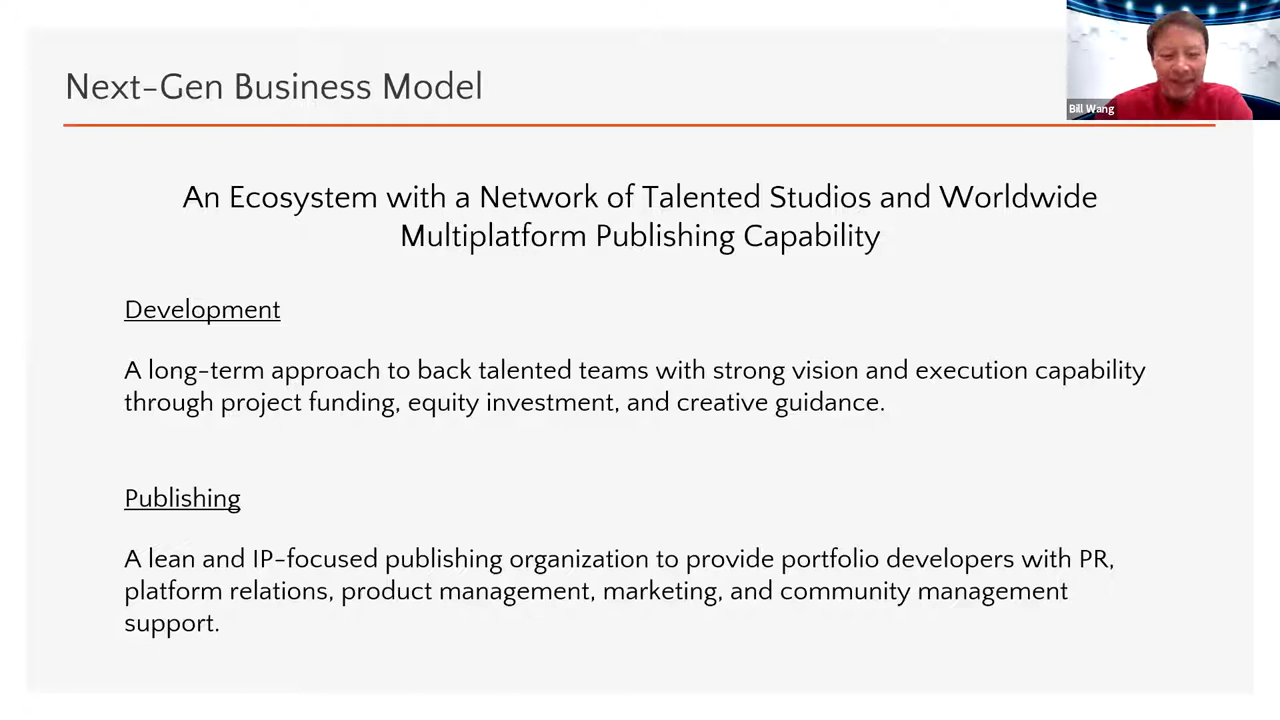 Next-Gen Business Model
Bill Wang
An Ecosystem with a Network of Talented Studios and Worldwide
Multiplatform Publishing Capability
Development
A long-term approach to back talented teams with strong vision and execution capability
through project funding, equity investment, and creative guidance.
Publishing
A lean and IP-focused publishing organization to provide portfolio developers with PR,
platform relations, product management, marketing, and community management
support.